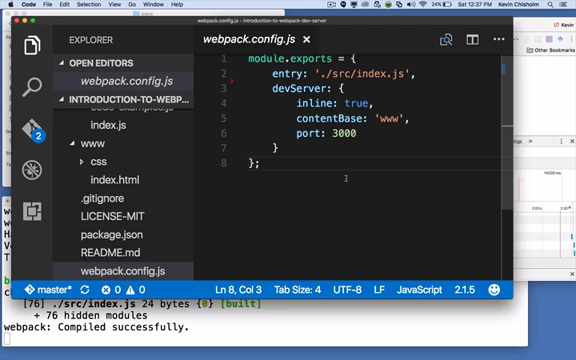 Code File Edit Selection View Go Debug Window Help
24% Sat 12:37 PM Kevin Chisholm
webpack.config.js - introduction-to-webpack-dev-server
Kevin
EXPLORER
webpack.config.js ×
Other Bookmarks
OPEN EDITORS
webpack.config.js
INTRODUCTION-TO-WEBP...
index.js
www
css
index.html
.gitignore
LICENSE-MIT
package.json
README.md
webpack.config.js
2
1 module.exports = {
2 entry: './src/index.js',
3 devServer: {
4 inline: true,
5 contentBase: 'www',
6 port: 3000
7 }
8 };
master* 0 0 Ln 8, Col 3 Tab Size: 4 UTF-8 LF JavaScript 2.1.5
[76] ./src/index.js 24 bytes {0} [built]
+ 76 hidden modules
webpack: Compiled successfully.